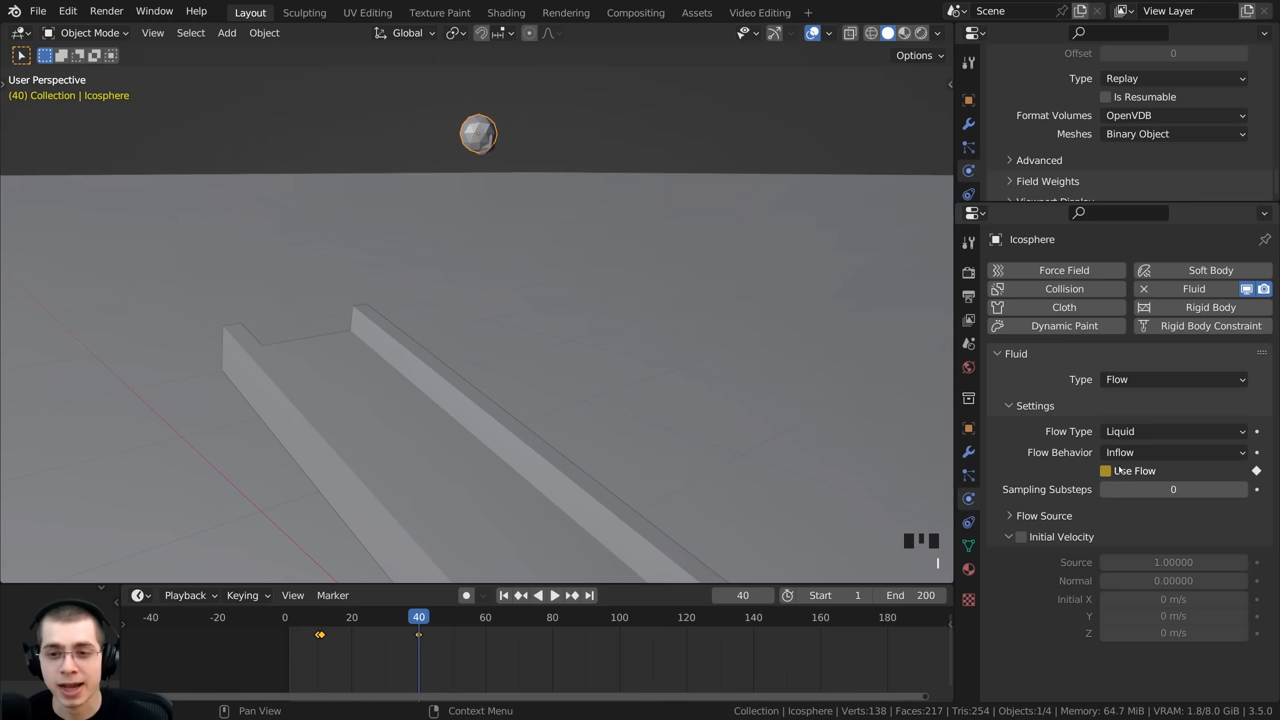 File Edit Render Window Help Layout Sculpting UV Editing Texture Paint Shading Rendering Compositing Assets Video Editing + Scene View Layer
Object Mode View Select Add Object Global
Options
User Perspective
(40) Collection | Icosphere
Offset 0
Type Replay
Is Resumable
Format Volumes OpenVDB
Meshes Binary Object
Advanced
Field Weights
Icosphere
Force Field Soft Body
Collision Fluid
Cloth Rigid Body
Dynamic Paint Rigid Body Constraint
Fluid
Type Flow
Settings
Flow Type Liquid
Flow Behavior Inflow
Use Flow
Sampling Substeps 0
Flow Source
Initial Velocity
Source 1.00000
Normal 0.00000
Initial X 0 m/s
Y 0 m/s
Z 0 m/s
Playback Keying View Marker 40 Start 1 End 200
-40 0 20 40 60 80 100 120 140 160 180
Pan View Context Menu Collection | Icosphere | Verts:138 | Faces:217 | Tris:254 | Objects:1/4 | Memory: 64.7 MiB | VRAM: 1.8/8.0 GiB | 3.5.0